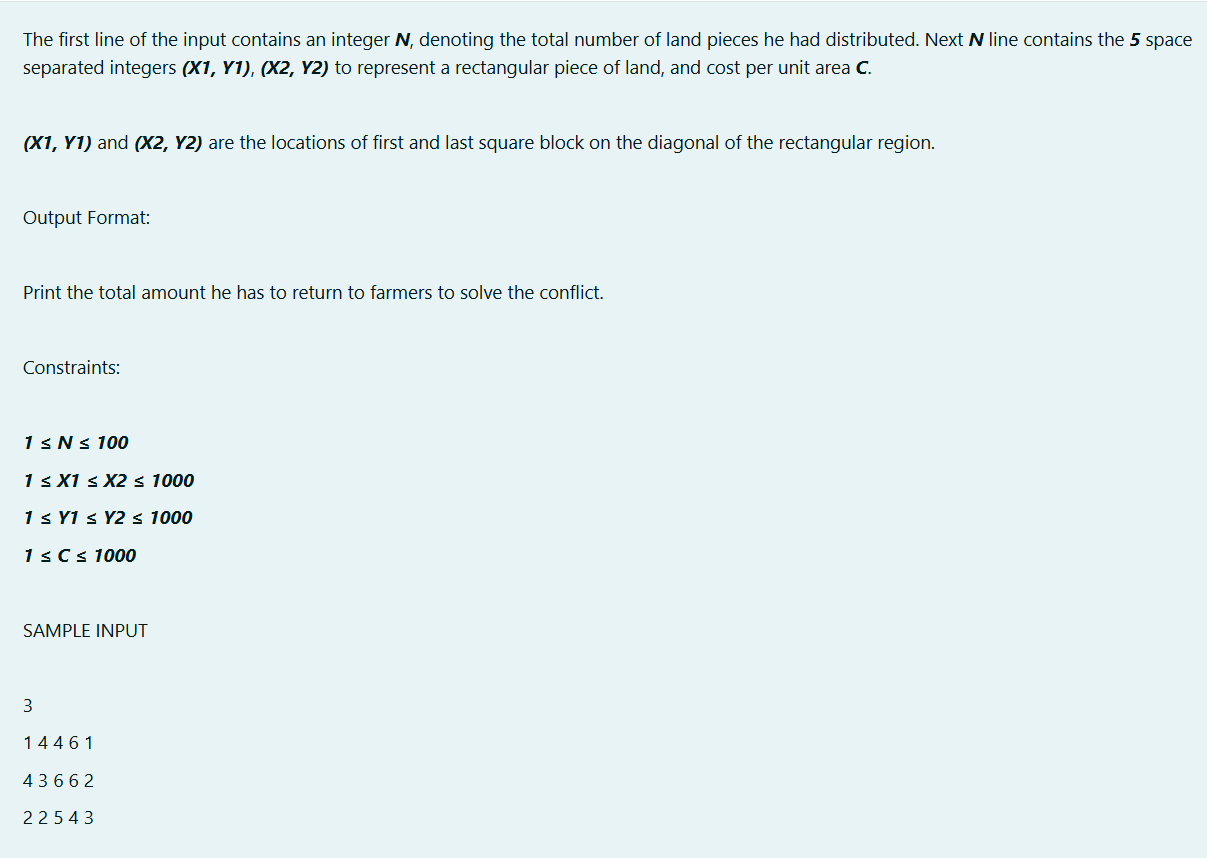 The first line of the input contains an integer N, denoting the total number of land pieces he had distributed. Next N line contains the 5 space
separated integers (X1, Y1), (X2, Y2) to represent a rectangular piece of land, and cost per unit area C.
(X1, Y1) and (X2, Y2) are the locations of first and last square block on the diagonal of the rectangular region.
Output Format:
Print the total amount he has to return to farmers to solve the conflict.
Constraints:
1 ≤ N ≤ 100
1 ≤ X1 ≤ X2 ≤ 1000
1 ≤ Y1 ≤ Y2 ≤ 1000
1 ≤ C ≤ 1000
SAMPLE INPUT
3
1 4 4 6 1
4 3 6 6 2
2 2 5 4 3